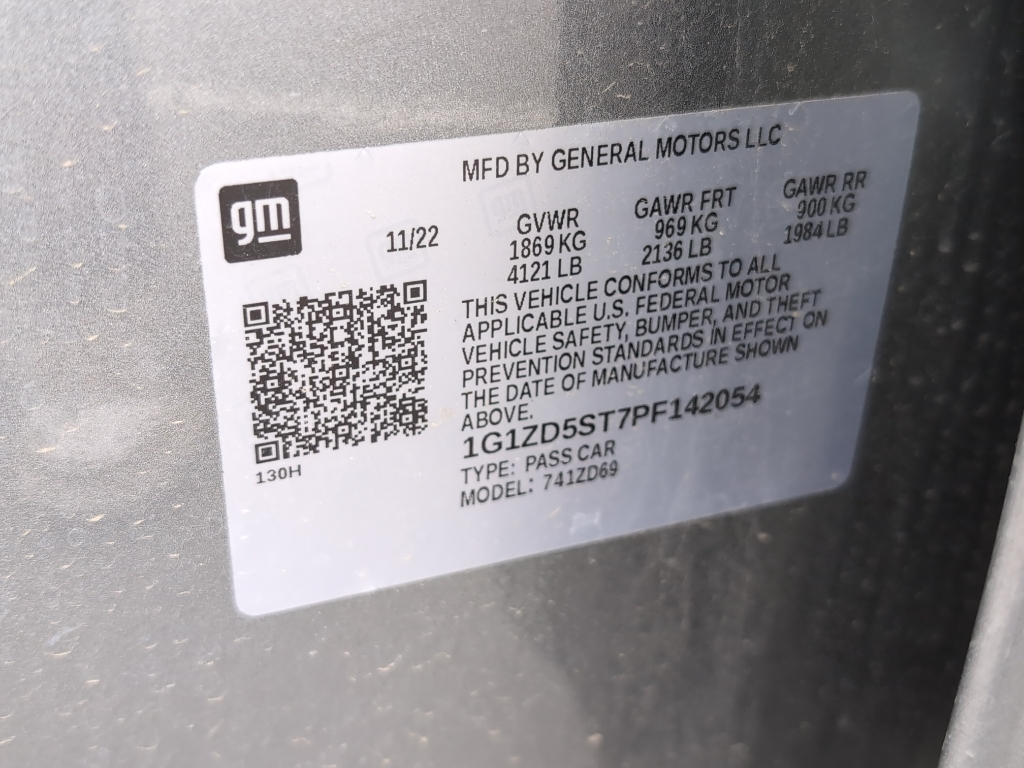 MFD BY GENERAL MOTORS LLC
gm
11/22
GVWR
1869 KG
4121 LB
GAWR FRT
969 KG
2136 LB
GAWR RR
900 KG
1984 LB
THIS VEHICLE CONFORMS TO ALL
APPLICABLE U.S. FEDERAL MOTOR
VEHICLE SAFETY, BUMPER, AND THEFT
PREVENTION STANDARDS IN EFFECT ON
THE DATE OF MANUFACTURE SHOWN
ABOVE.
1G1ZD5ST7PF142054
TYPE: PASS CAR
MODEL: 741ZD69
130H